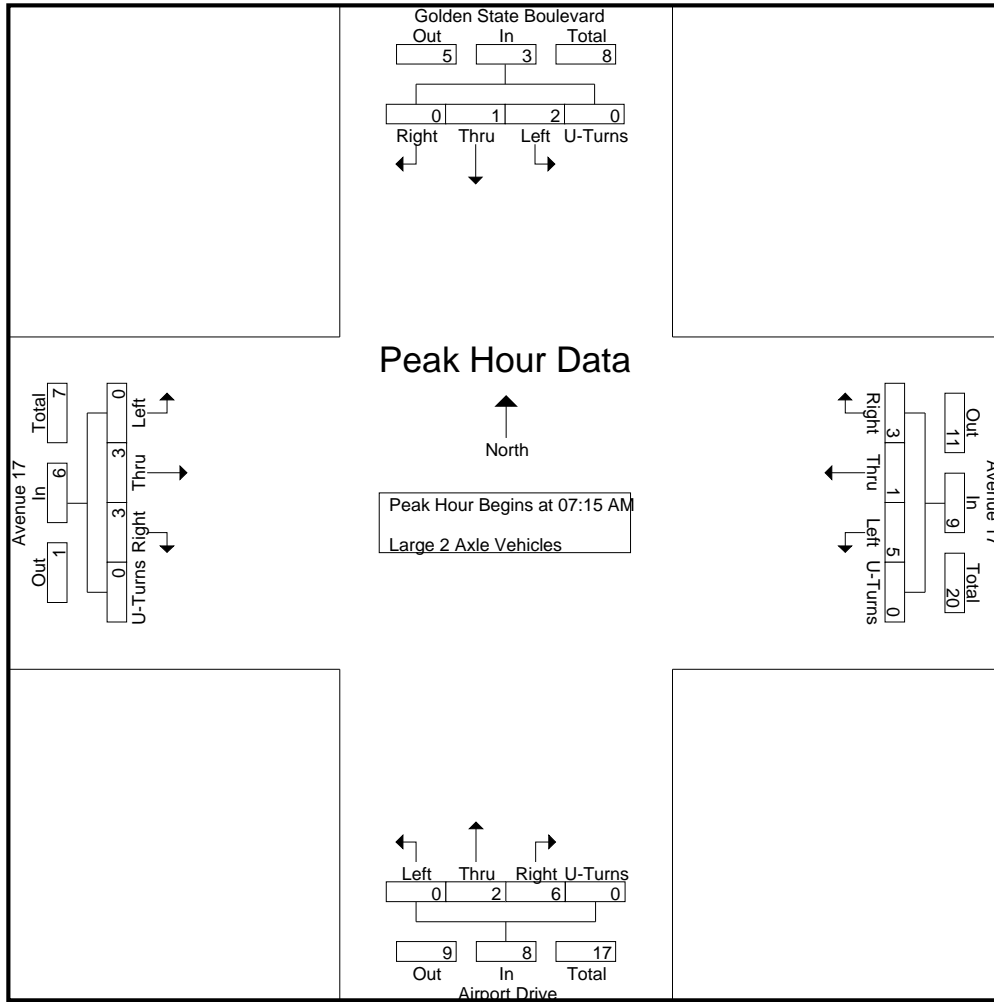 Golden State Boulevard
Out In Total
5 3 8
0 1 2 0
Right Thru Left U-Turns
Peak Hour Data
North
Peak Hour Begins at 07:15 AM
Large 2 Axle Vehicles
Avenue 17
Out In Total
1 6 7
0 3 3 0
Left Thru Right U-Turns
Avenue 17
Out In Total
11 9 20
3 1 5 0
Right Thru Left U-Turns
Left Thru Right U-Turns
0 2 6 0
9 8 17
Out In Total
Airport Drive